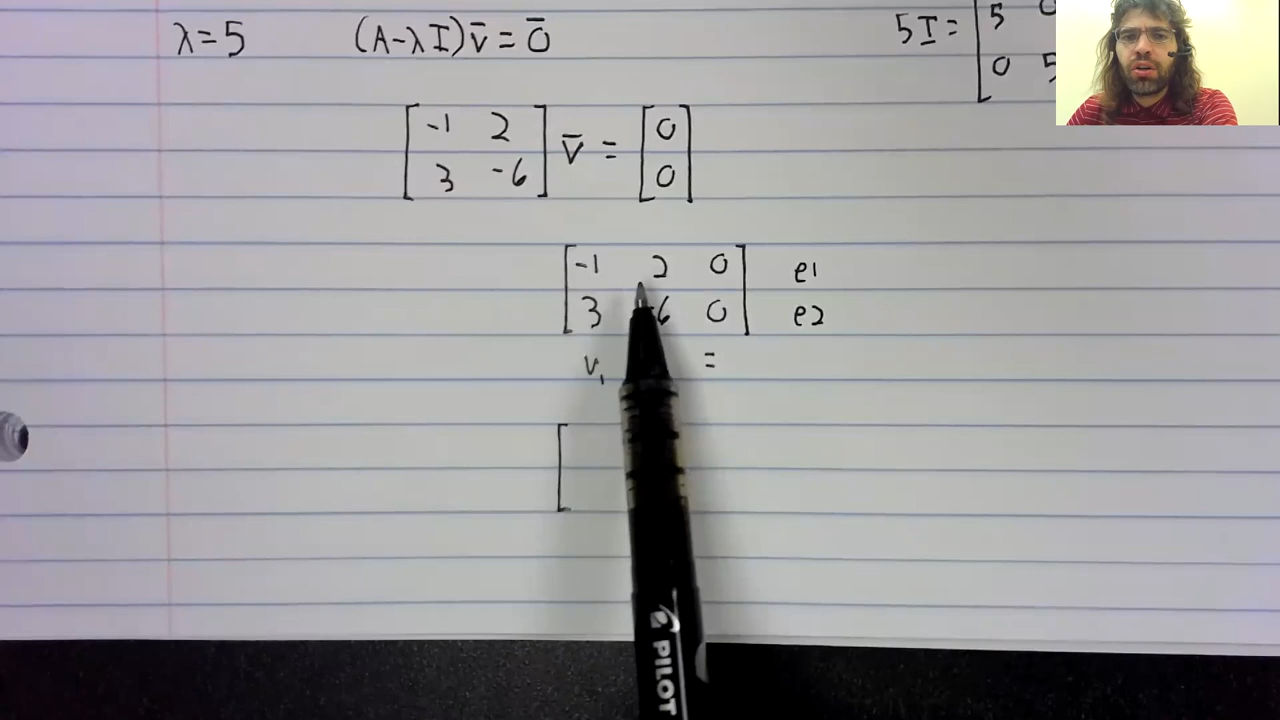 λ=5 (A-λI)v̄ = 0̄ 5I = [5
0 5
[-1 2] v̄ = [0]
[3 -6] [0]
[-1 2 0] e1
[3 -6 0] e2
v₁ =
[
PILOT